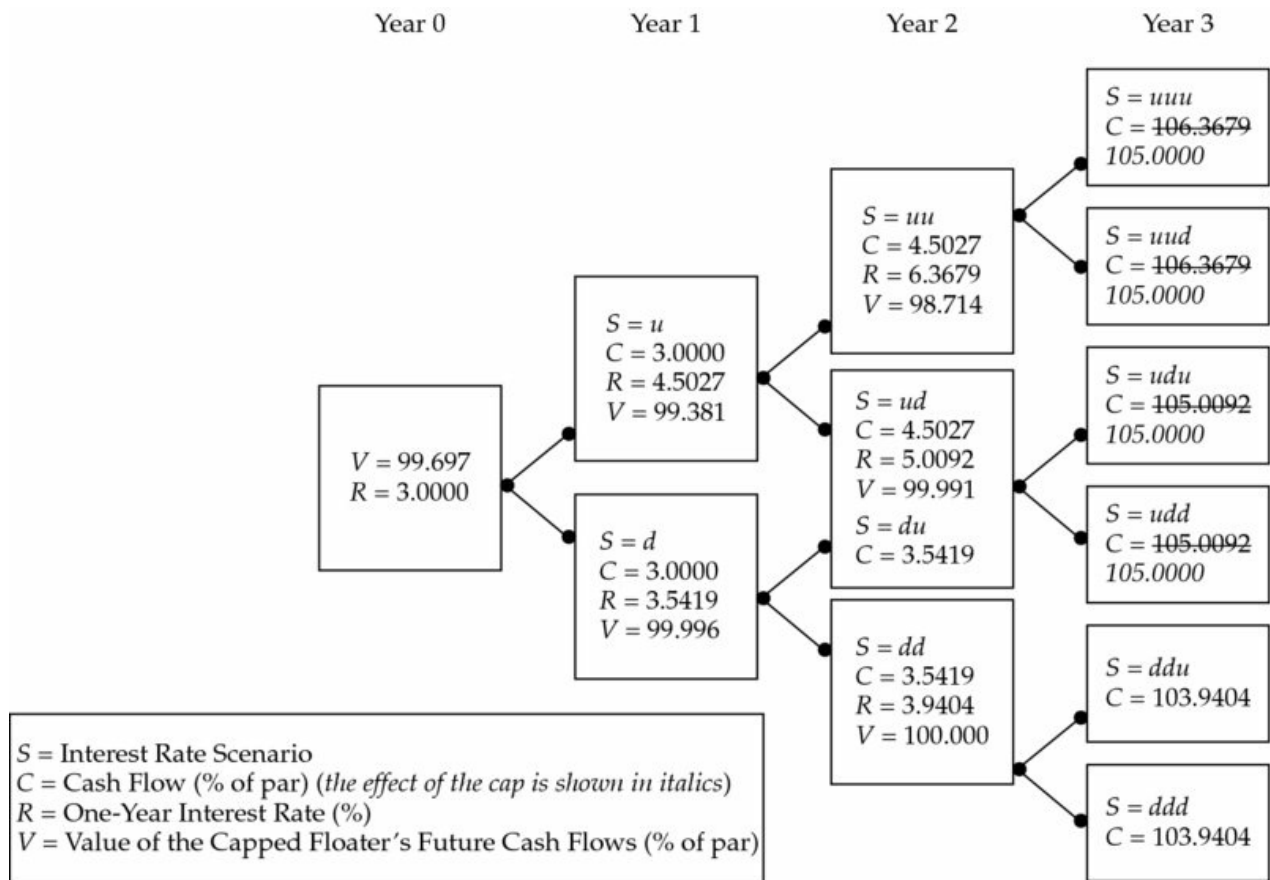 Year 0
Year 1
Year 2
Year 3
V = 99.697
R = 3.0000
S = u
C = 3.0000
R = 4.5027
V = 99.381
S = d
C = 3.0000
R = 3.5419
V = 99.996
S = uu
C = 4.5027
R = 6.3679
V = 98.714
S = ud
C = 4.5027
R = 5.0092
V = 99.991
S = du
C = 3.5419
S = dd
C = 3.5419
R = 3.9404
V = 100.000
S = uuu
C = 106.3679
105.0000
S = uud
C = 106.3679
105.0000
S = udu
C = 105.0092
105.0000
S = udd
C = 105.0092
105.0000
S = ddu
C = 103.9404
S = ddd
C = 103.9404
S = Interest Rate Scenario
C = Cash Flow (% of par) (the effect of the cap is shown in italics)
R = One-Year Interest Rate (%)
V = Value of the Capped Floater's Future Cash Flows (% of par)